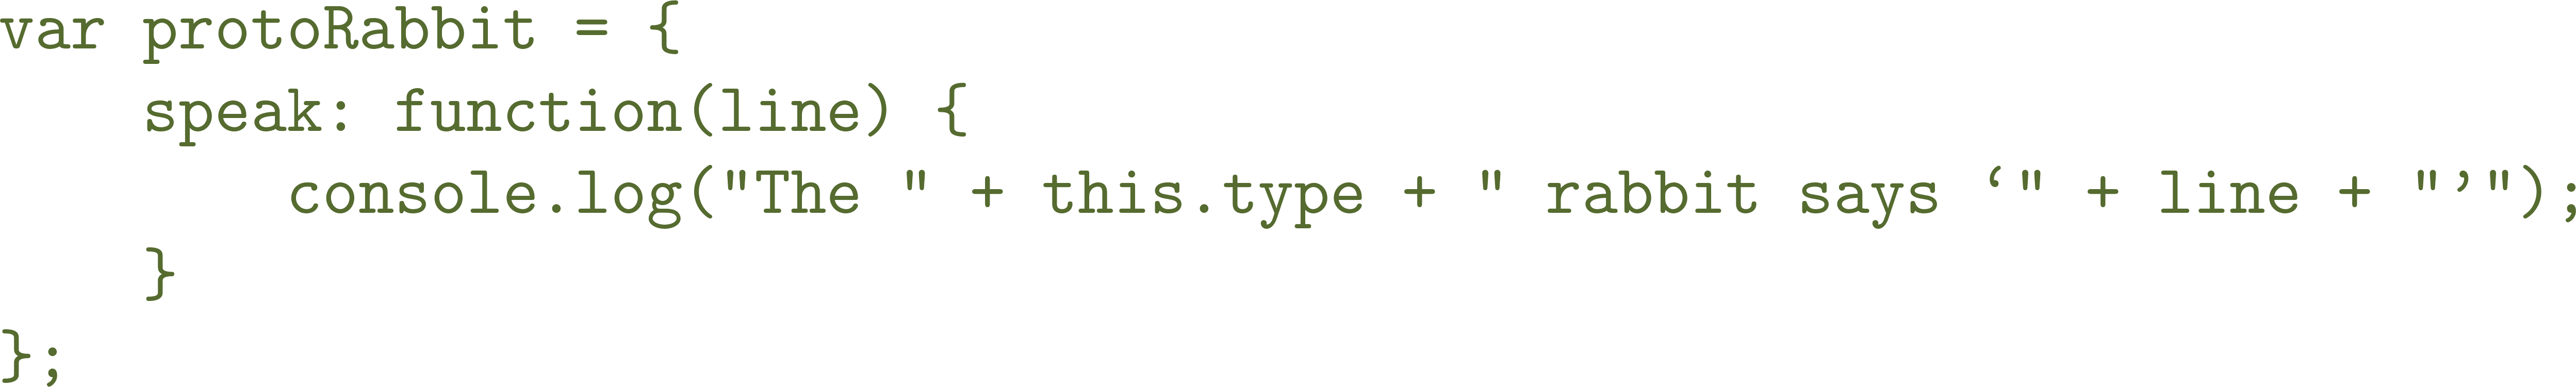 var protoRabbit = {
    speak: function(line) {
        console.log("The " + this.type + " rabbit says ‘" + line + "’");
    }
};